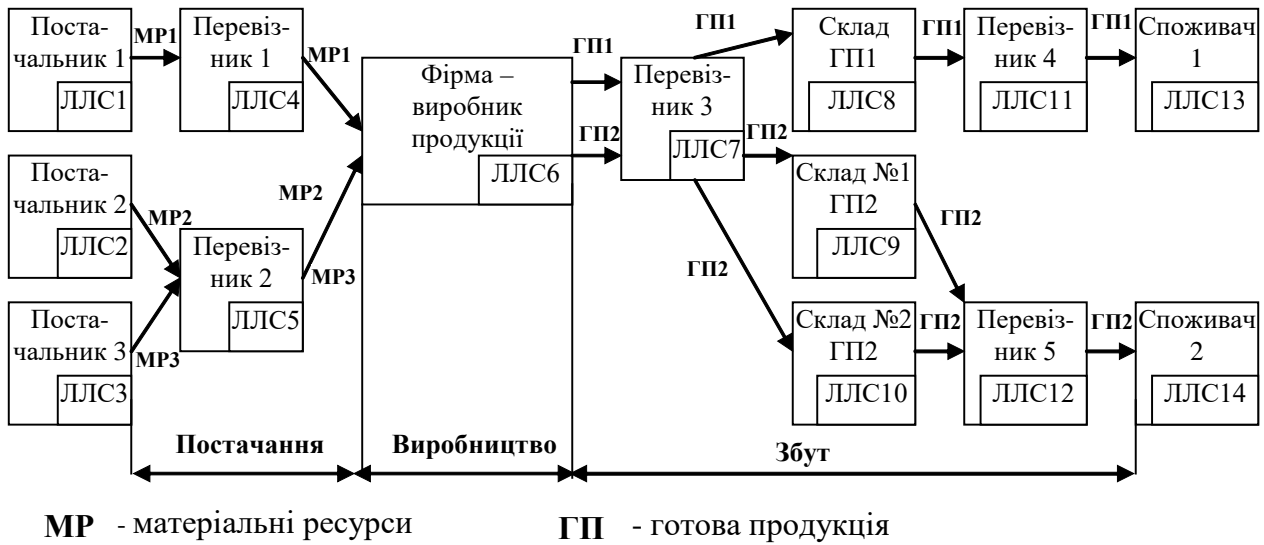 Поста-
чальник 1
ЛЛС1
МР1
Перевіз-
ник 1
ЛЛС4
МР1
Фірма –
виробник
продукції
ЛЛС6
ГП1
ГП2
Перевіз-
ник 3
ЛЛС7
ГП1
Склад
ГП1
ЛЛС8
ГП1
Перевіз-
ник 4
ЛЛС11
ГП1
Споживач
1
ЛЛС13
Поста-
чальник 2
ЛЛС2
МР2
Перевіз-
ник 2
ЛЛС5
МР2
МР3
ГП2
Склад №1
ГП2
ЛЛС9
ГП2
ГП2
Поста-
чальник 3
ЛЛС3
МР3
Склад №2
ГП2
ЛЛС10
ГП2
Перевіз-
ник 5
ЛЛС12
ГП2
Споживач
2
ЛЛС14
Постачання
Виробництво
Збут
МР - матеріальні ресурси
ГП - готова продукція